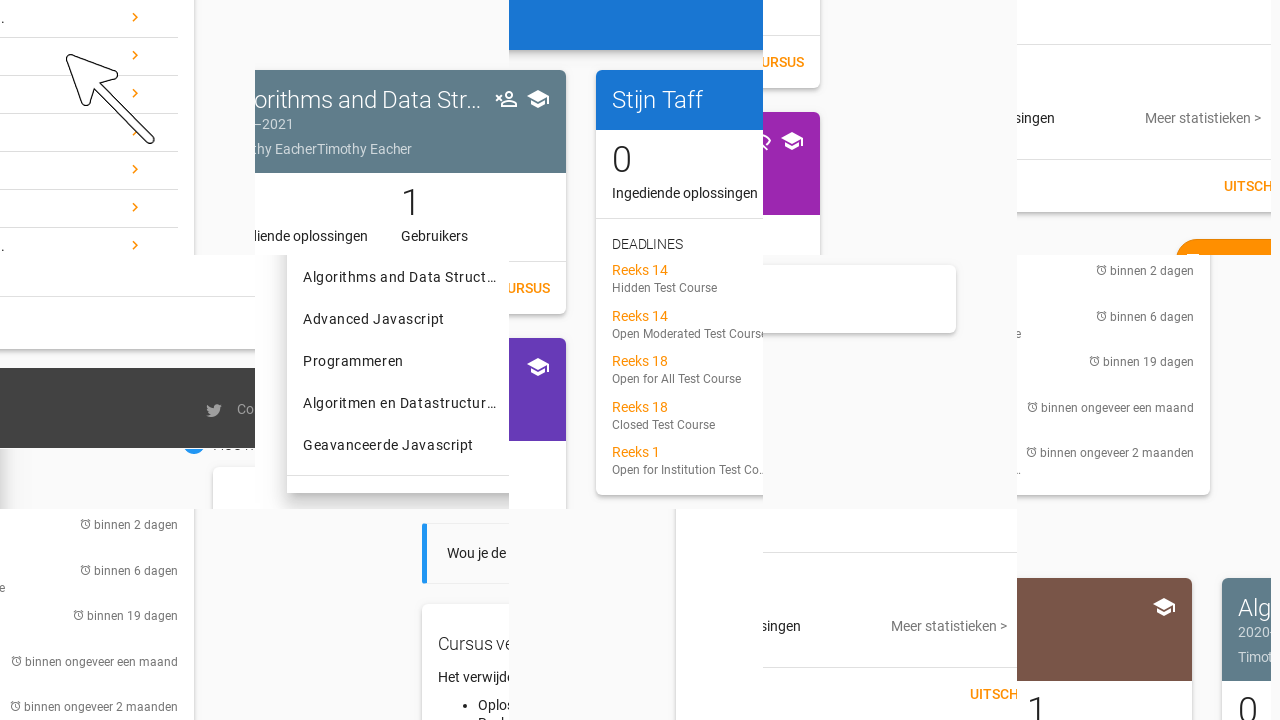 .
.
Co
binnen 2 dagen
binnen 6 dagen
e
binnen 19 dagen
binnen ongeveer een maand
binnen ongeveer 2 maanden
orithms and Data Str...
–2021
thy EacherTimothy Eacher
1
diende oplossingen
Gebruikers
URSUS
Algorithms and Data Struct...
Advanced Javascript
Programmeren
Algoritmen en Datastructur...
Geavanceerde Javascript
Wou je de
Cursus ve
Het verwijde
Oplos
Stijn Taff
0
Ingediende oplossingen
DEADLINES
Reeks 14
Hidden Test Course
Reeks 14
Open Moderated Test Course
Reeks 18
Open for All Test Course
Reeks 18
Closed Test Course
Reeks 1
Open for Institution Test Co...
URSUS
singen
Meer statistieken >
UITSCH
singen
Meer statistieken >
UITSCH
binnen 2 dagen
binnen 6 dagen
e
binnen 19 dagen
binnen ongeveer een maand
binnen ongeveer 2 maanden
1
Alg
2020-
Timot
0